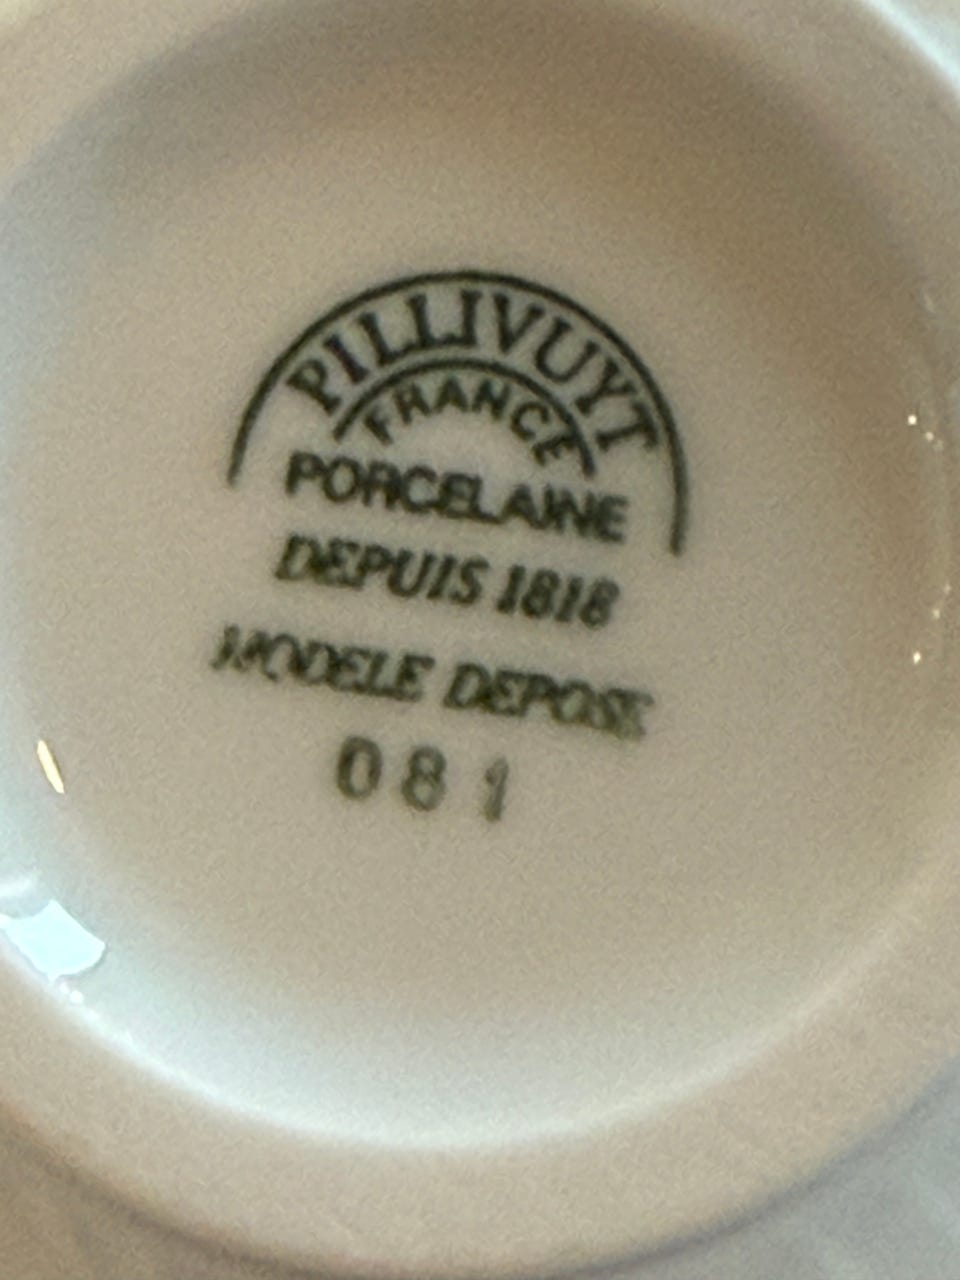 PILLIVUYT
FRANCE
PORCELAINE
DEPUIS 1818
MODELE DEPOSE
081